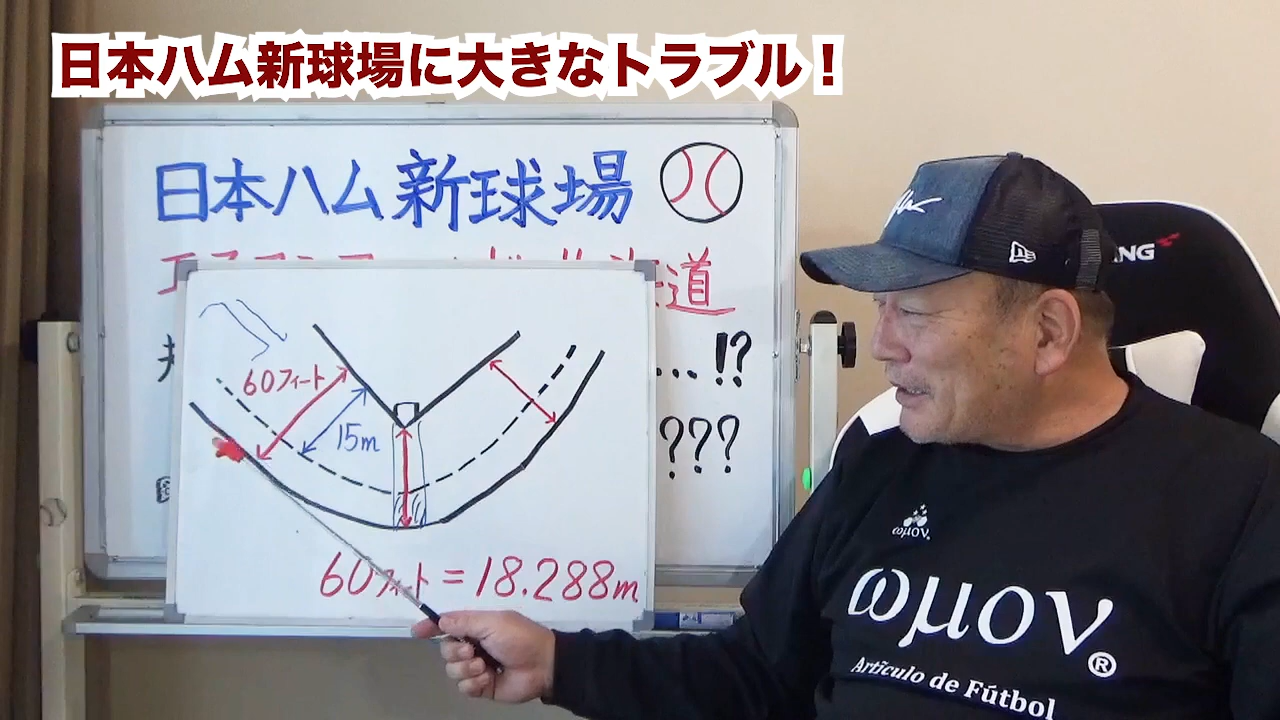 日本ハム新球場に大きなトラブル！
日本ハム新球場
道
… !?
???
60フィート
15m
60フィート=18.288m
NG
ωμον®
ωμον®
Artículo de Fútbol